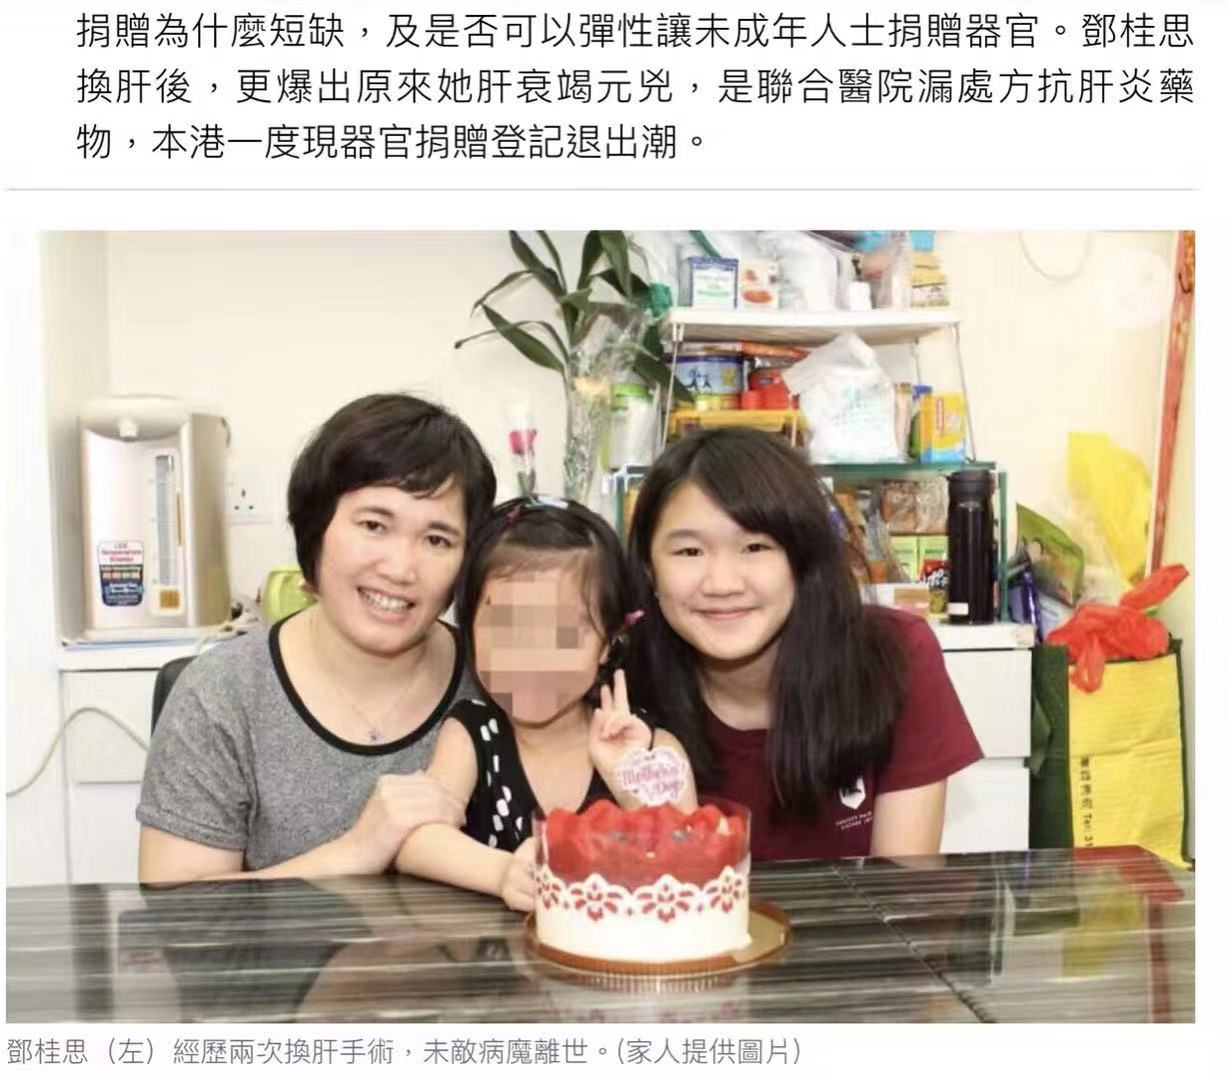 捐贈為什麼短缺，及是否可以彈性讓未成年人士捐贈器官。鄧桂思
換肝後，更爆出原來她肝衰竭元兇，是聯合醫院漏處方抗肝炎藥
物，本港一度現器官捐贈登記退出潮。
Mother's
Day
鄧桂思（左）經歷兩次換肝手術，未敵病魔離世。(家人提供圖片)